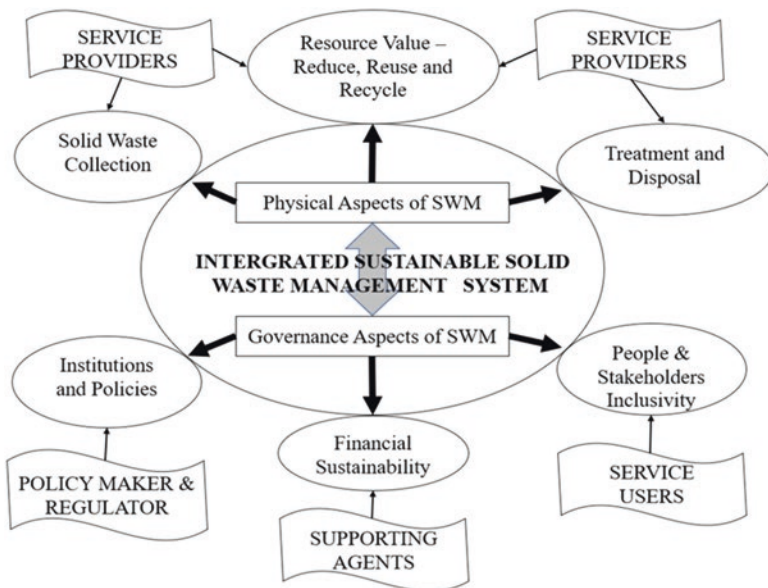 SERVICE
PROVIDERS
Resource Value –
Reduce, Reuse and
Recycle
SERVICE
PROVIDERS
Solid Waste
Collection
Treatment and
Disposal
Physical Aspects of SWM
INTERGRATED SUSTAINABLE SOLID
WASTE MANAGEMENT SYSTEM
Governance Aspects of SWM
Institutions
and Policies
People &
Stakeholders
Inclusivity
Financial
Sustainability
POLICY MAKER &
REGULATOR
SERVICE
USERS
SUPPORTING
AGENTS